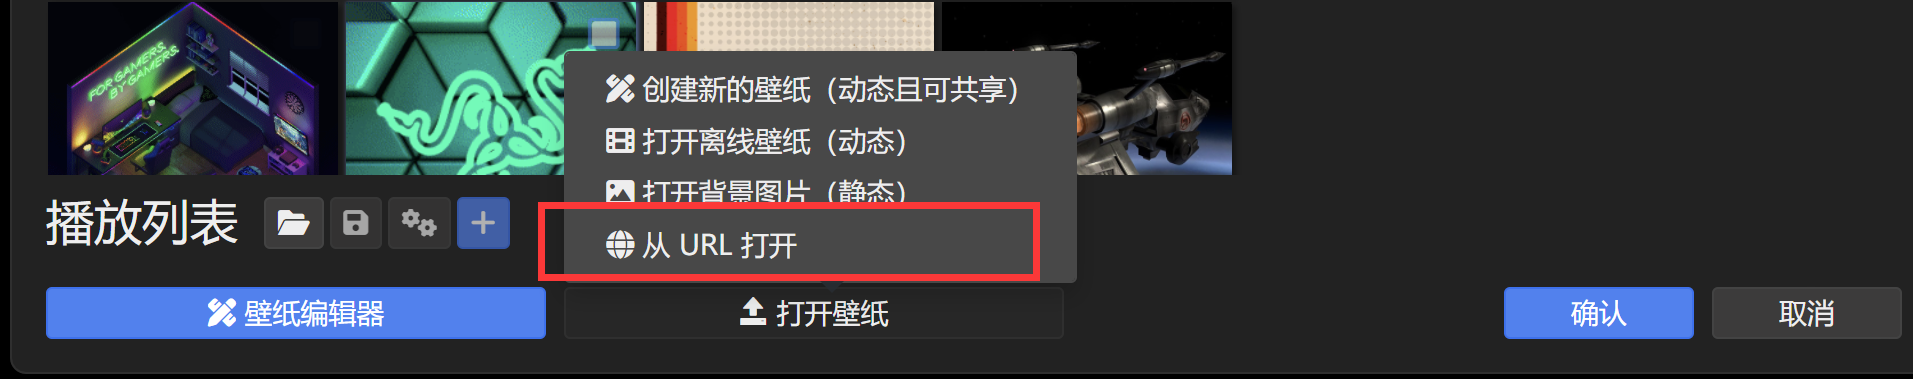 FOR GAMERS.
BY GAMERS.
创建新的壁纸（动态且可共享）
打开离线壁纸（动态）
打开背景图片（静态）
从 URL 打开
播放列表
壁纸编辑器
打开壁纸
确认
取消